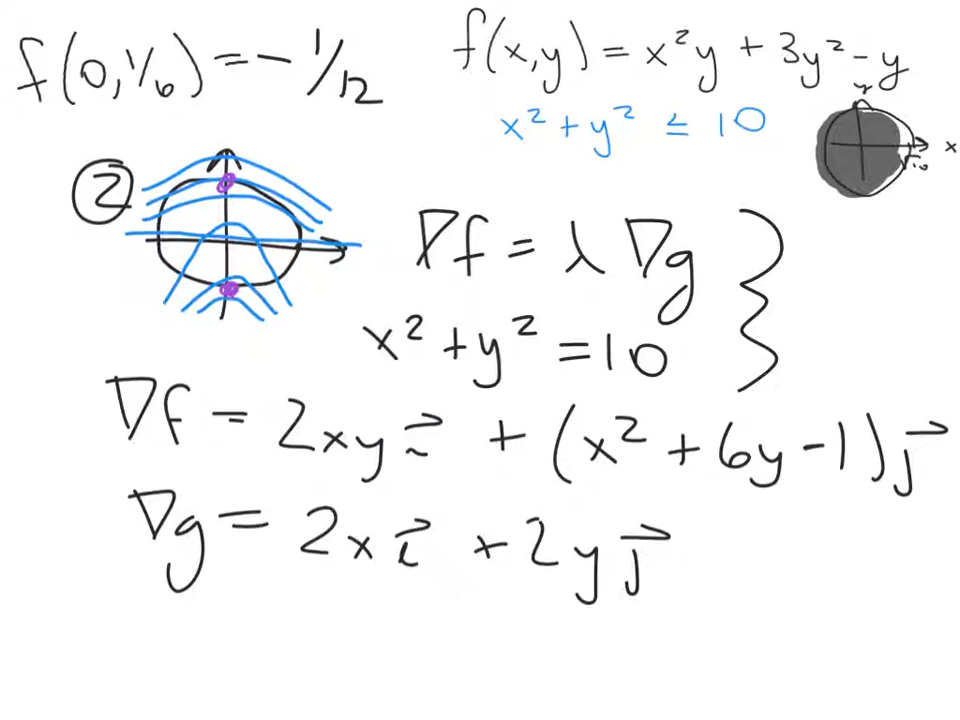 f(0,1/6) = -1/12
f(x,y) = x²y + 3y² - y
x² + y² ≤ 10
y
x
√10
②
∇f = λ ∇g }
x² + y² = 10
∇f = 2xy i⃗ + (x² + 6y - 1) j⃗
∇g = 2x i⃗ + 2y j⃗